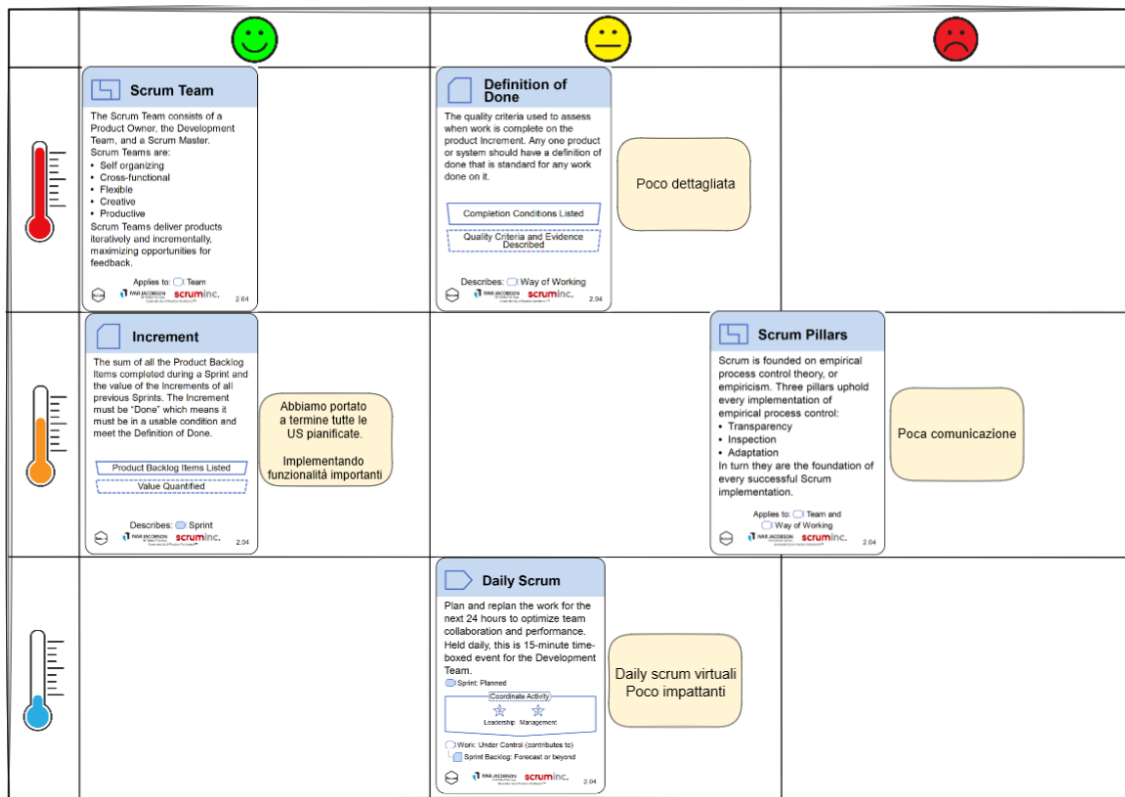 Scrum Team
The Scrum Team consists of a
Product Owner, the Development
Team, and a Scrum Master.
Scrum Teams are:
• Self organizing
• Cross-functional
• Flexible
• Creative
• Productive
Scrum Teams deliver products
iteratively and incrementally,
maximizing opportunities for
feedback.
Applies to: Team
IVAR JACOBSON
scruminc.
2.04
Definition of
Done
The quality criteria used to assess
when work is complete on the
product Increment. Any one product
or system should have a definition of
done that is standard for any work
done on it.
Completion Conditions Listed
Quality Criteria and Evidence
Described
Describes: Way of Working
IVAR JACOBSON
scruminc.
2.04
Poco dettagliata
Increment
The sum of all the Product Backlog
Items completed during a Sprint and
the value of the Increments of all
previous Sprints. The Increment
must be "Done" which means it
must be in a usable condition and
meet the Definition of Done.
Product Backlog Items Listed
Value Quantified
Describes: Sprint
IVAR JACOBSON
scruminc.
2.04
Abbiamo portato
a termine tutte le
US pianificate.
Implementando
funzionalità importanti
Scrum Pillars
Scrum is founded on empirical
process control theory, or
empiricism. Three pillars uphold
every implementation of
empirical process control:
• Transparency
• Inspection
• Adaptation
In turn they are the foundation of
every successful Scrum
implementation.
Applies to: Team and
Way of Working
IVAR JACOBSON
scruminc.
2.04
Poca comunicazione
Daily Scrum
Plan and replan the work for the
next 24 hours to optimize team
collaboration and performance.
Held daily, this is 15-minute time-
boxed event for the Development
Team.
Sprint: Planned
Coordinate Activity
Leadership Management
Work: Under Control (contributes to)
Sprint Backlog: Forecast or beyond
IVAR JACOBSON
scruminc.
2.04
Daily scrum virtuali
Poco impattanti